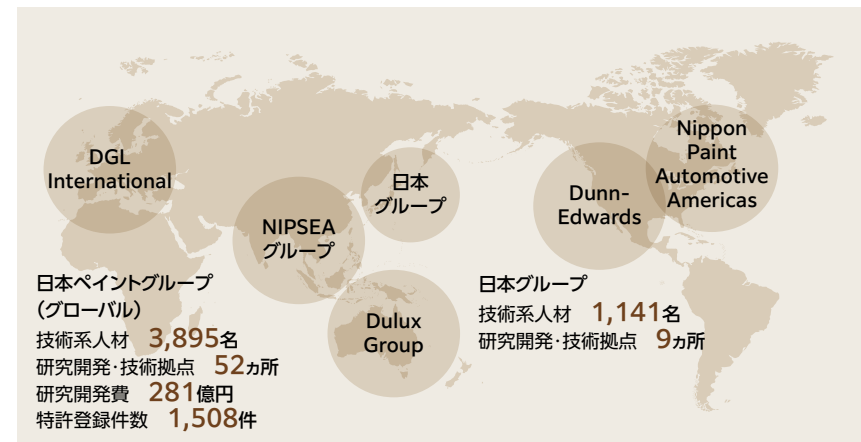 DGL
International
NIPSEA
グループ
日本
グループ
Dulux
Group
Dunn-
Edwards
Nippon
Paint
Automotive
Americas
日本ペイントグループ
（グローバル）
技術系人材 3,895名
研究開発・技術拠点 52ヵ所
研究開発費 281億円
特許登録件数 1,508件
日本グループ
技術系人材 1,141名
研究開発・技術拠点 9ヵ所